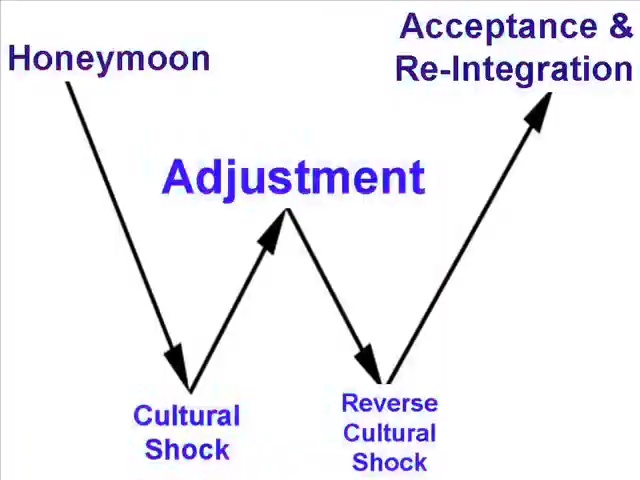 Honeymoon
Acceptance &
Re-Integration
Adjustment
Cultural
Shock
Reverse
Cultural
Shock